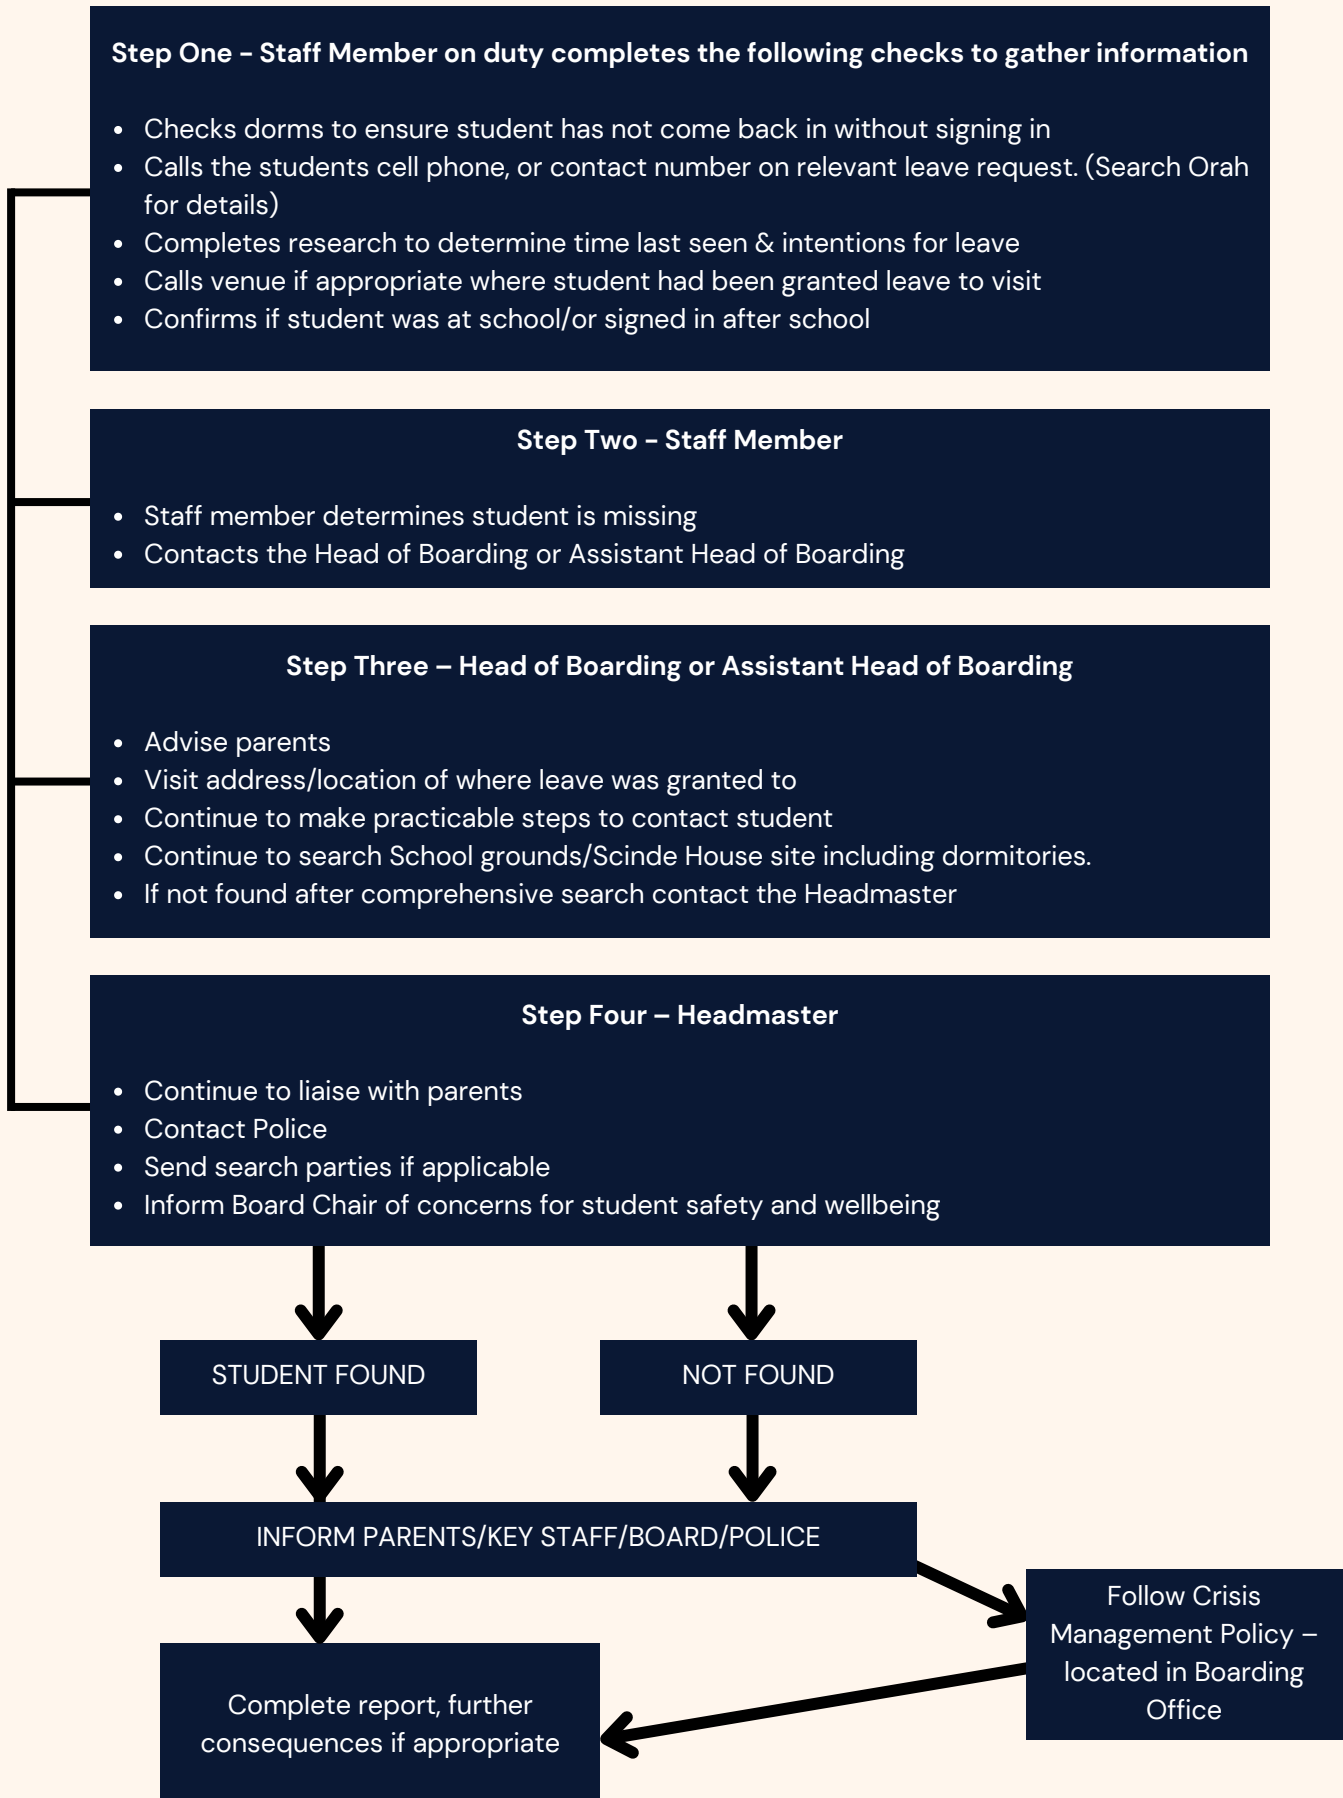 Step One - Staff Member on duty completes the following checks to gather information
• Checks dorms to ensure student has not come back in without signing in
• Calls the students cell phone, or contact number on relevant leave request. (Search Orah
for details)
• Completes research to determine time last seen & intentions for leave
• Calls venue if appropriate where student had been granted leave to visit
• Confirms if student was at school/or signed in after school
Step Two - Staff Member
• Staff member determines student is missing
• Contacts the Head of Boarding or Assistant Head of Boarding
Step Three – Head of Boarding or Assistant Head of Boarding
• Advise parents
• Visit address/location of where leave was granted to
• Continue to make practicable steps to contact student
• Continue to search School grounds/Scinde House site including dormitories.
• If not found after comprehensive search contact the Headmaster
Step Four – Headmaster
• Continue to liaise with parents
• Contact Police
• Send search parties if applicable
• Inform Board Chair of concerns for student safety and wellbeing
STUDENT FOUND
NOT FOUND
INFORM PARENTS/KEY STAFF/BOARD/POLICE
Follow Crisis
Management Policy –
located in Boarding
Office
Complete report, further
consequences if appropriate